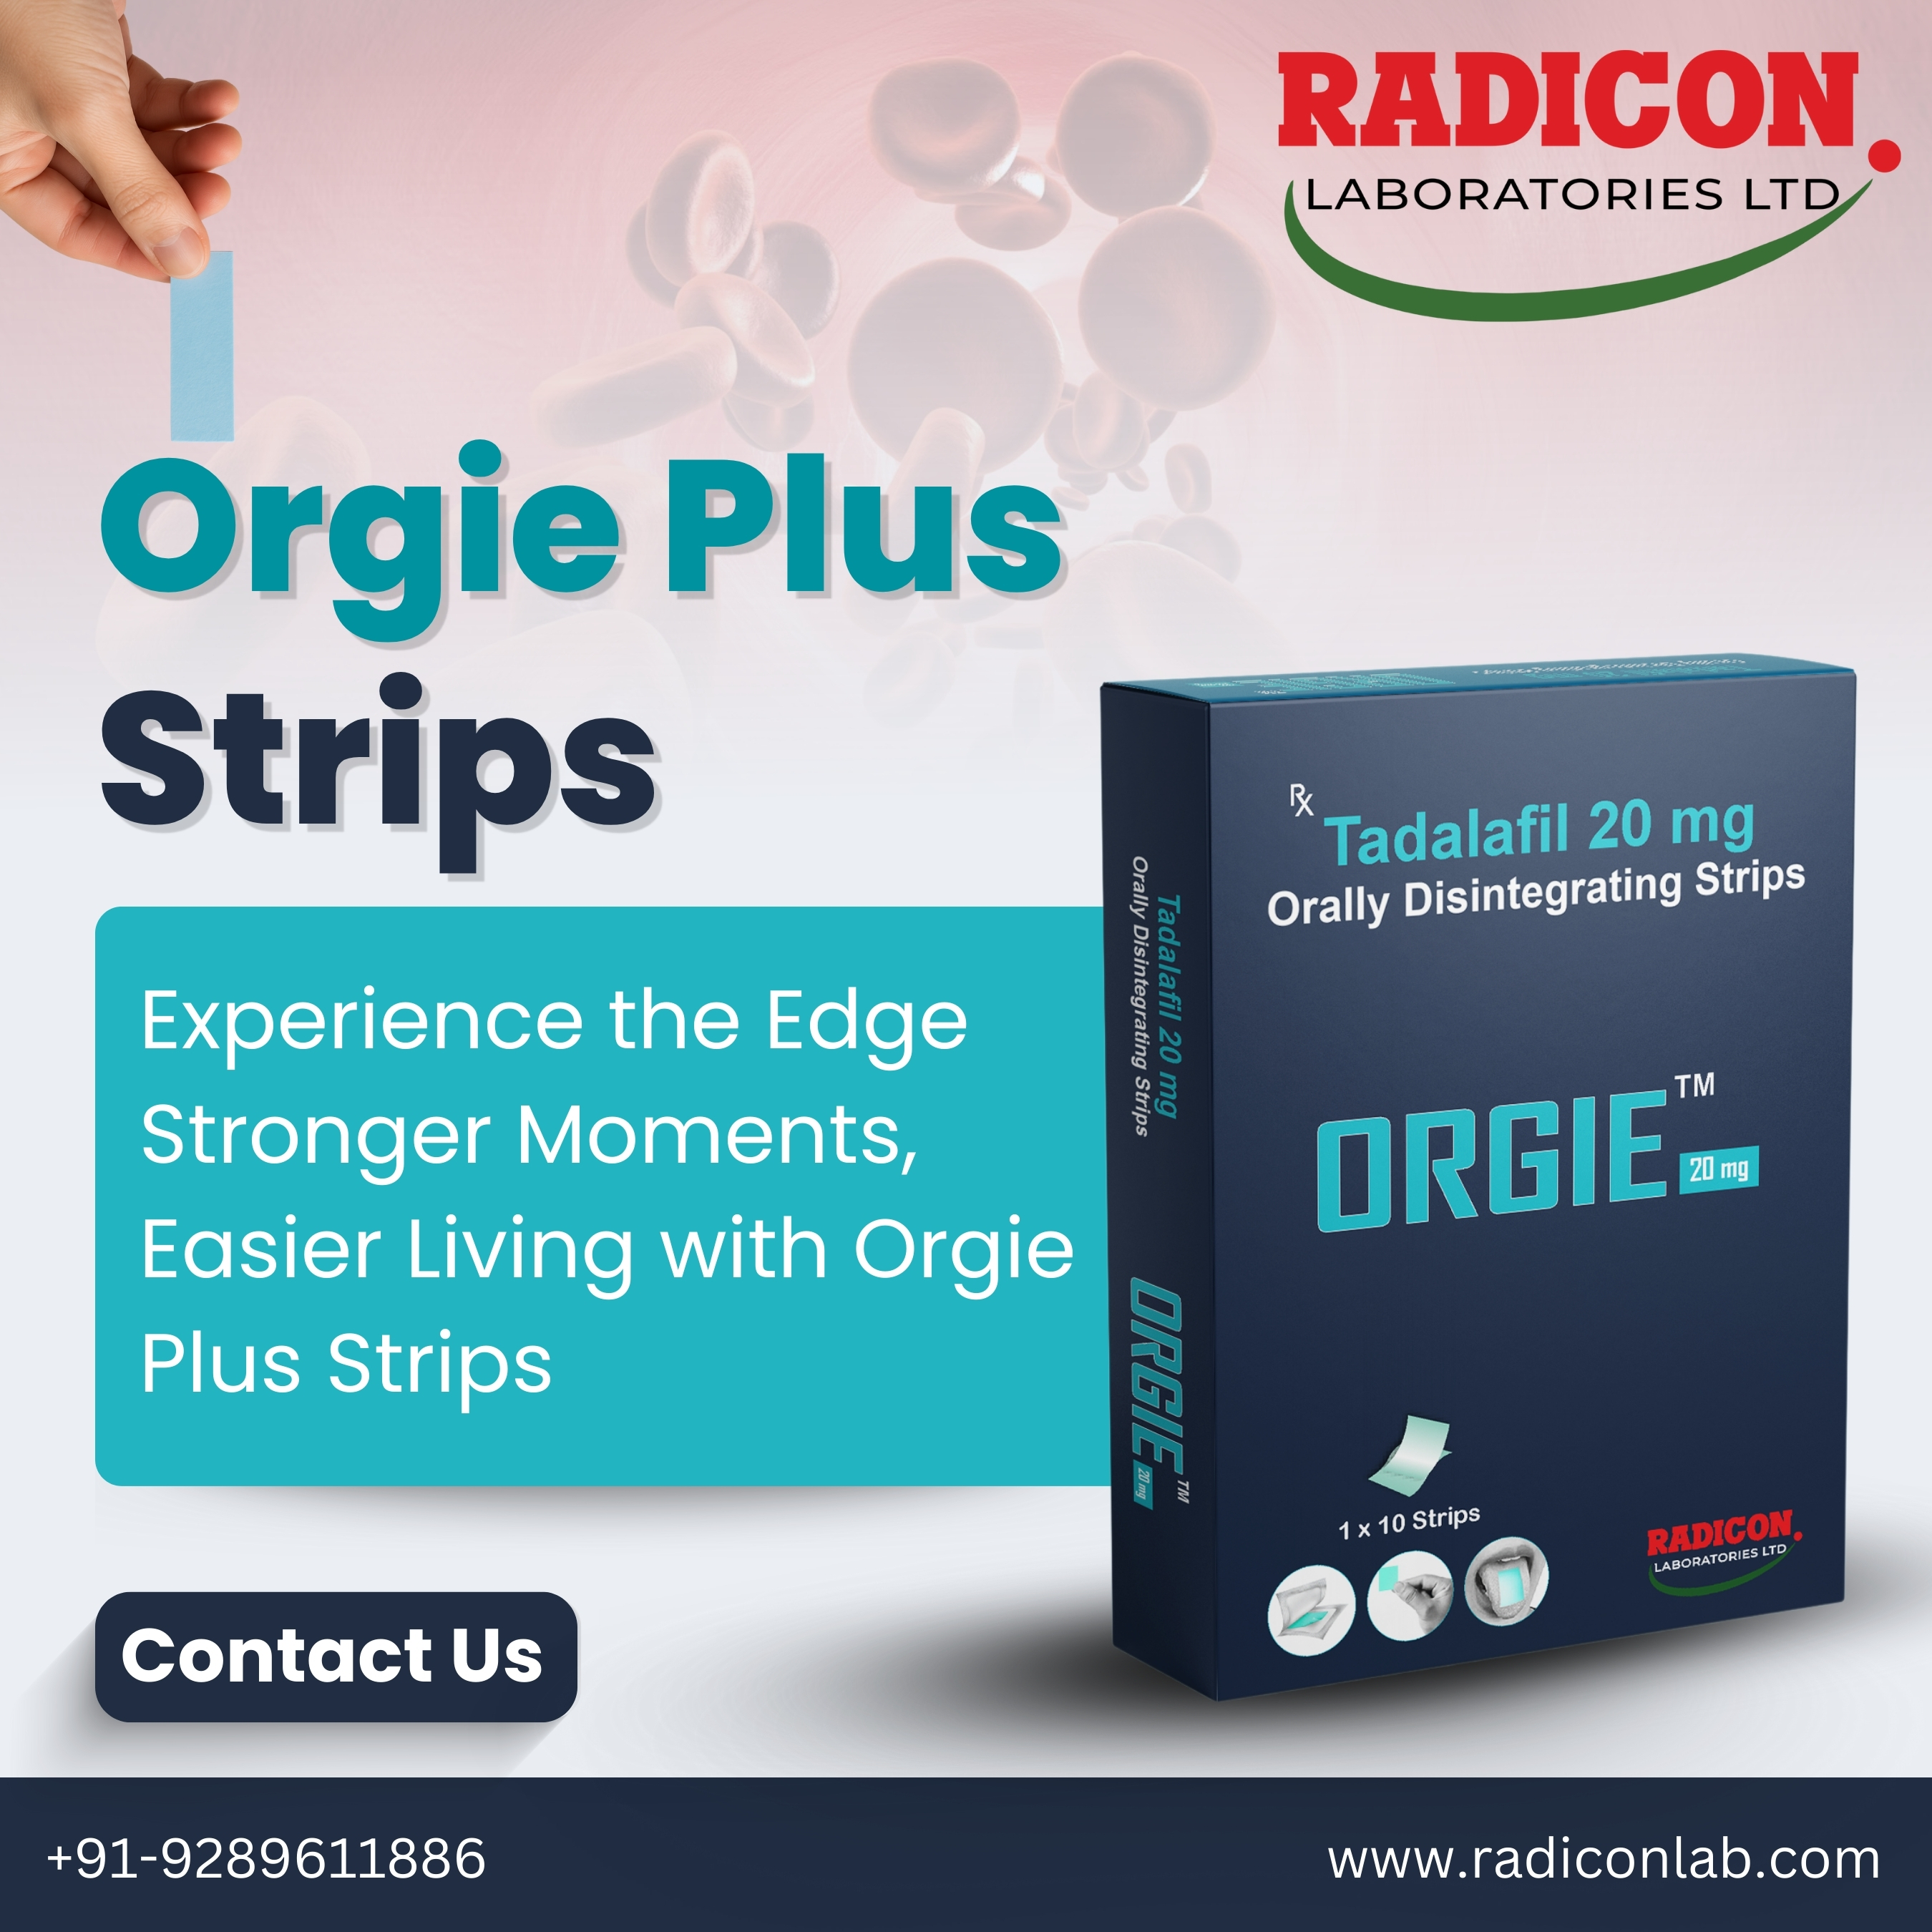 RADICON.
LABORATORIES LTD
Orgie Plus
Strips
Experience the Edge
Stronger Moments,
Easier Living with Orgie
Plus Strips
Rx Tadalafil 20 mg
Orally Disintegrating Strips
ORGIE™
20 mg
1 x 10 Strips
RADICON.
LABORATORIES LTD
Tadalafil 20 mg
Orally Disintegrating Strips
ORGIE™
20 mg
Contact Us
+91-9289611886
www.radiconlab.com